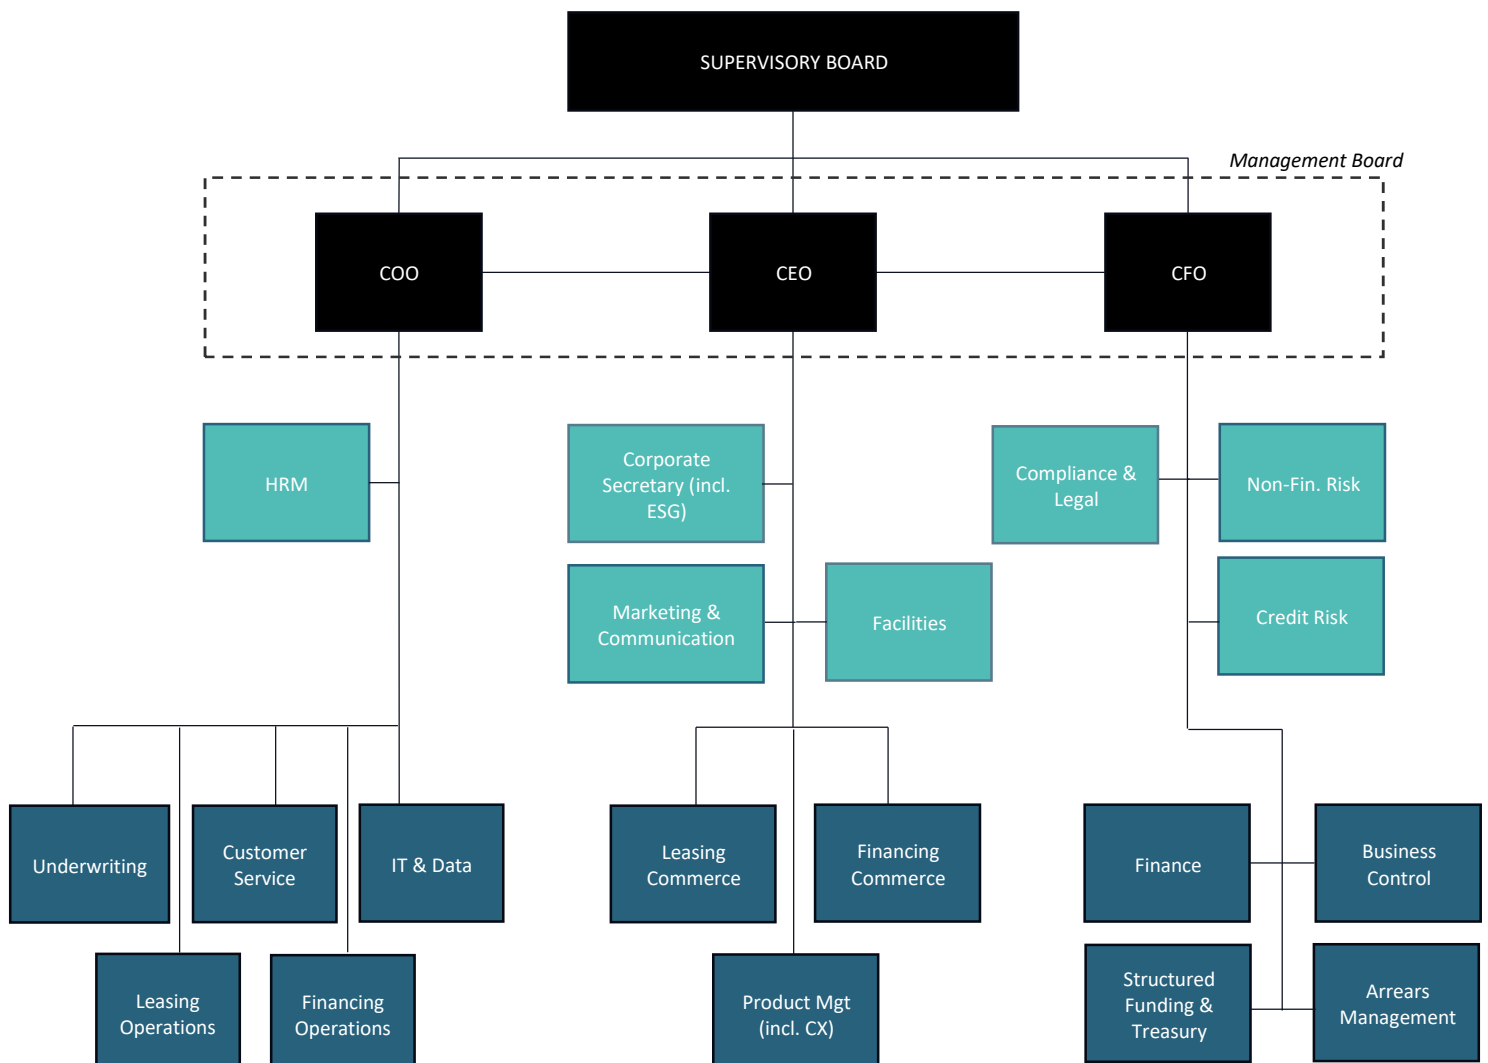 SUPERVISORY BOARD
Management Board
COO
CEO
CFO
HRM
Corporate
Secretary (incl.
ESG)
Compliance &
Legal
Non-Fin. Risk
Marketing &
Communication
Facilities
Credit Risk
Underwriting
Customer
Service
IT & Data
Leasing
Commerce
Financing
Commerce
Finance
Business
Control
Leasing
Operations
Financing
Operations
Product Mgt
(incl. CX)
Structured
Funding &
Treasury
Arrears
Management